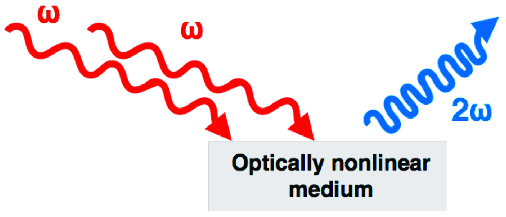 ω
ω
2ω
Optically nonlinear
medium